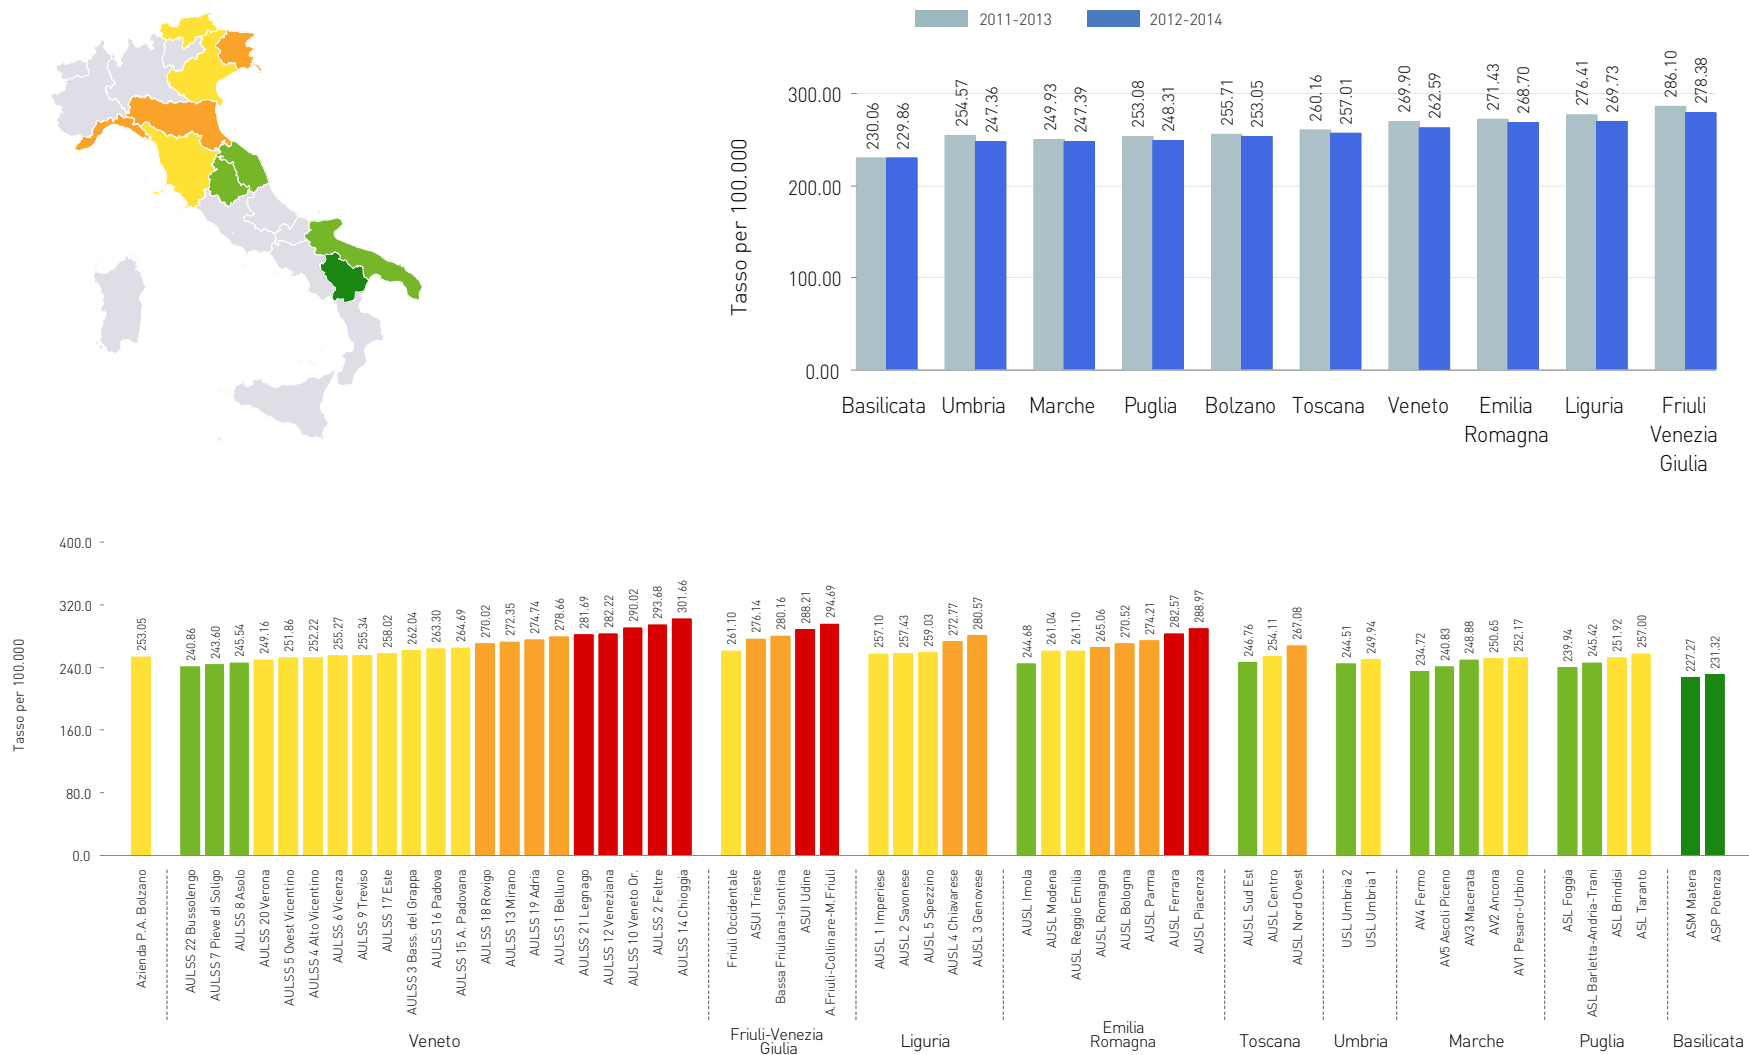 2011-2013
2012-2014
Tasso per 100.000
300.00
200.00
100.00
0.00
230.06
229.86
254.57
247.36
249.93
247.39
253.08
248.31
255.71
253.05
260.16
257.01
269.90
262.59
271.43
268.70
276.41
269.73
286.10
278.38
Basilicata
Umbria
Marche
Puglia
Bolzano
Toscana
Veneto
Emilia
Romagna
Liguria
Friuli
Venezia
Giulia
Tasso per 100.000
400.0
320.0
240.0
160.0
80.0
0.0
253.05
240.86
243.60
245.54
249.16
251.86
252.22
255.27
255.34
258.02
262.04
263.30
264.69
270.02
272.35
274.74
278.66
281.69
282.22
290.02
293.68
301.66
261.10
276.14
280.16
288.21
294.69
257.10
257.43
259.03
272.77
280.57
244.68
261.04
261.10
265.06
270.52
274.21
282.57
288.97
246.76
254.11
267.08
244.51
249.94
234.72
240.83
248.88
250.65
252.17
239.94
245.42
251.92
257.00
227.27
231.32
Azienda P.A. Bolzano
AULSS 22 Bussolengo
AULSS 7 Pieve di Soligo
AULSS 8 Asolo
AULSS 20 Verona
AULSS 5 Ovest Vicentino
AULSS 4 Alto Vicentino
AULSS 6 Vicenza
AULSS 9 Treviso
AULSS 17 Este
AULSS 3 Bass. del Grappa
AULSS 16 Padova
AULSS 15 A. Padovana
AULSS 18 Rovigo
AULSS 13 Mirano
AULSS 19 Adria
AULSS 1 Belluno
AULSS 21 Legnago
AULSS 12 Veneziana
AULSS 10 Veneto Or.
AULSS 2 Feltre
AULSS 14 Chioggia
Friuli Occidentale
ASUI Trieste
Bassa Friulana-Isontina
ASUI Udine
A.Friuli-Collinare-M.Friuli
AUSL 1 Imperiese
AUSL 2 Savonese
AUSL 5 Spezzino
AUSL 4 Chiavarese
AUSL 3 Genovese
AUSL Imola
AUSL Modena
AUSL Reggio Emilia
AUSL Romagna
AUSL Bologna
AUSL Parma
AUSL Ferrara
AUSL Piacenza
AUSL Sud Est
AUSL Centro
AUSL Nord Ovest
USL Umbria 2
USL Umbria 1
AV4 Fermo
AV5 Ascoli Piceno
AV3 Macerata
AV2 Ancona
AV1 Pesaro-Urbino
ASL Foggia
ASL Barletta-Andria-Trani
ASL Brindisi
ASL Taranto
ASM Matera
ASP Potenza
Veneto
Friuli-Venezia
Giulia
Liguria
Emilia
Romagna
Toscana
Umbria
Marche
Puglia
Basilicata